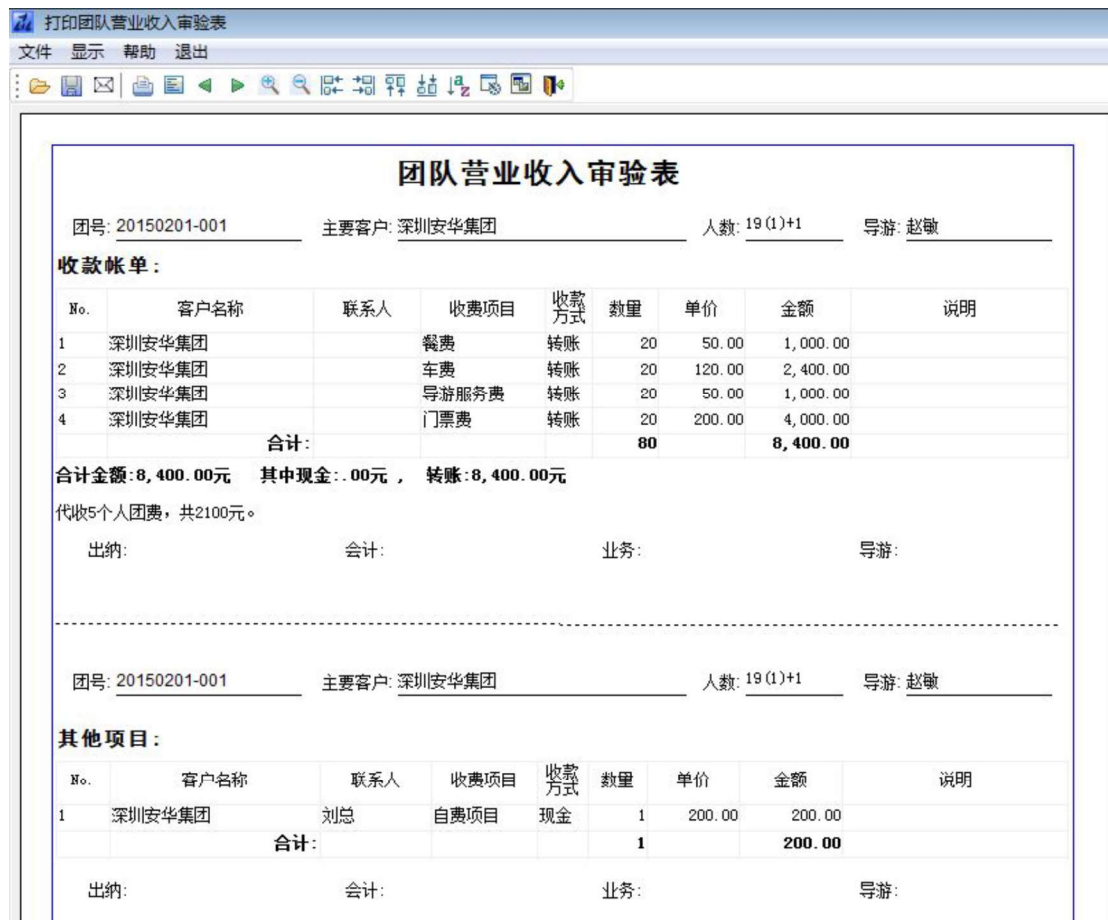 打印团队营业收入审验表
文件 显示 帮助 退出
团队营业收入审验表
团号: 20150201-001 主要客户: 深圳安华集团 人数: 19(1)+1 导游: 赵敏
收款帐单:
No. 客户名称 联系人 收费项目 收款方式 数量 单价 金额 说明
1 深圳安华集团 餐费 转账 20 50.00 1,000.00
2 深圳安华集团 车费 转账 20 120.00 2,400.00
3 深圳安华集团 导游服务费 转账 20 50.00 1,000.00
4 深圳安华集团 门票费 转账 20 200.00 4,000.00
合计: 80 8,400.00
合计金额:8,400.00元 其中现金:.00元 , 转账:8,400.00元
代收5个人团费，共2100元。
出纳: 会计: 业务: 导游:
团号: 20150201-001 主要客户: 深圳安华集团 人数: 19(1)+1 导游: 赵敏
其他项目:
No. 客户名称 联系人 收费项目 收款方式 数量 单价 金额 说明
1 深圳安华集团 刘总 自费项目 现金 1 200.00 200.00
合计: 1 200.00
出纳: 会计: 业务: 导游: